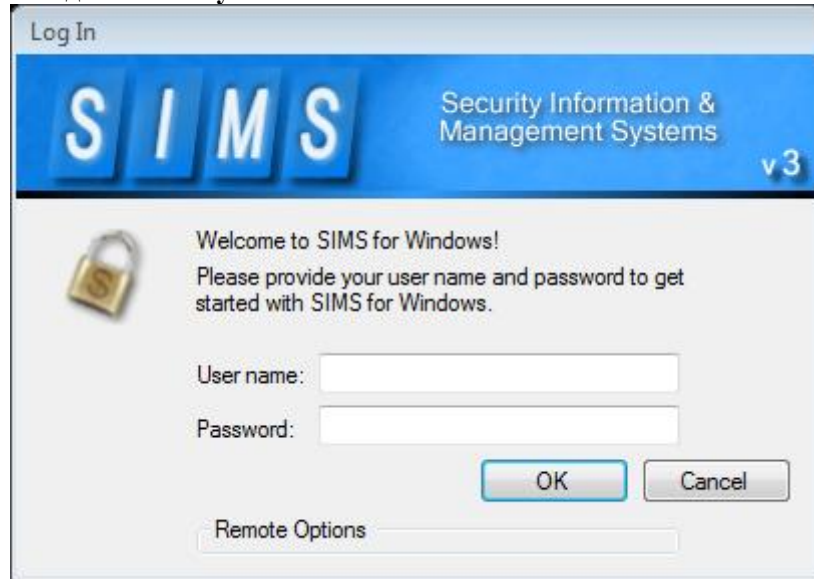 Log In
S I M S
Security Information &
Management Systems
v 3
Welcome to SIMS for Windows!
Please provide your user name and password to get
started with SIMS for Windows.
User name:
Password:
OK Cancel
Remote Options